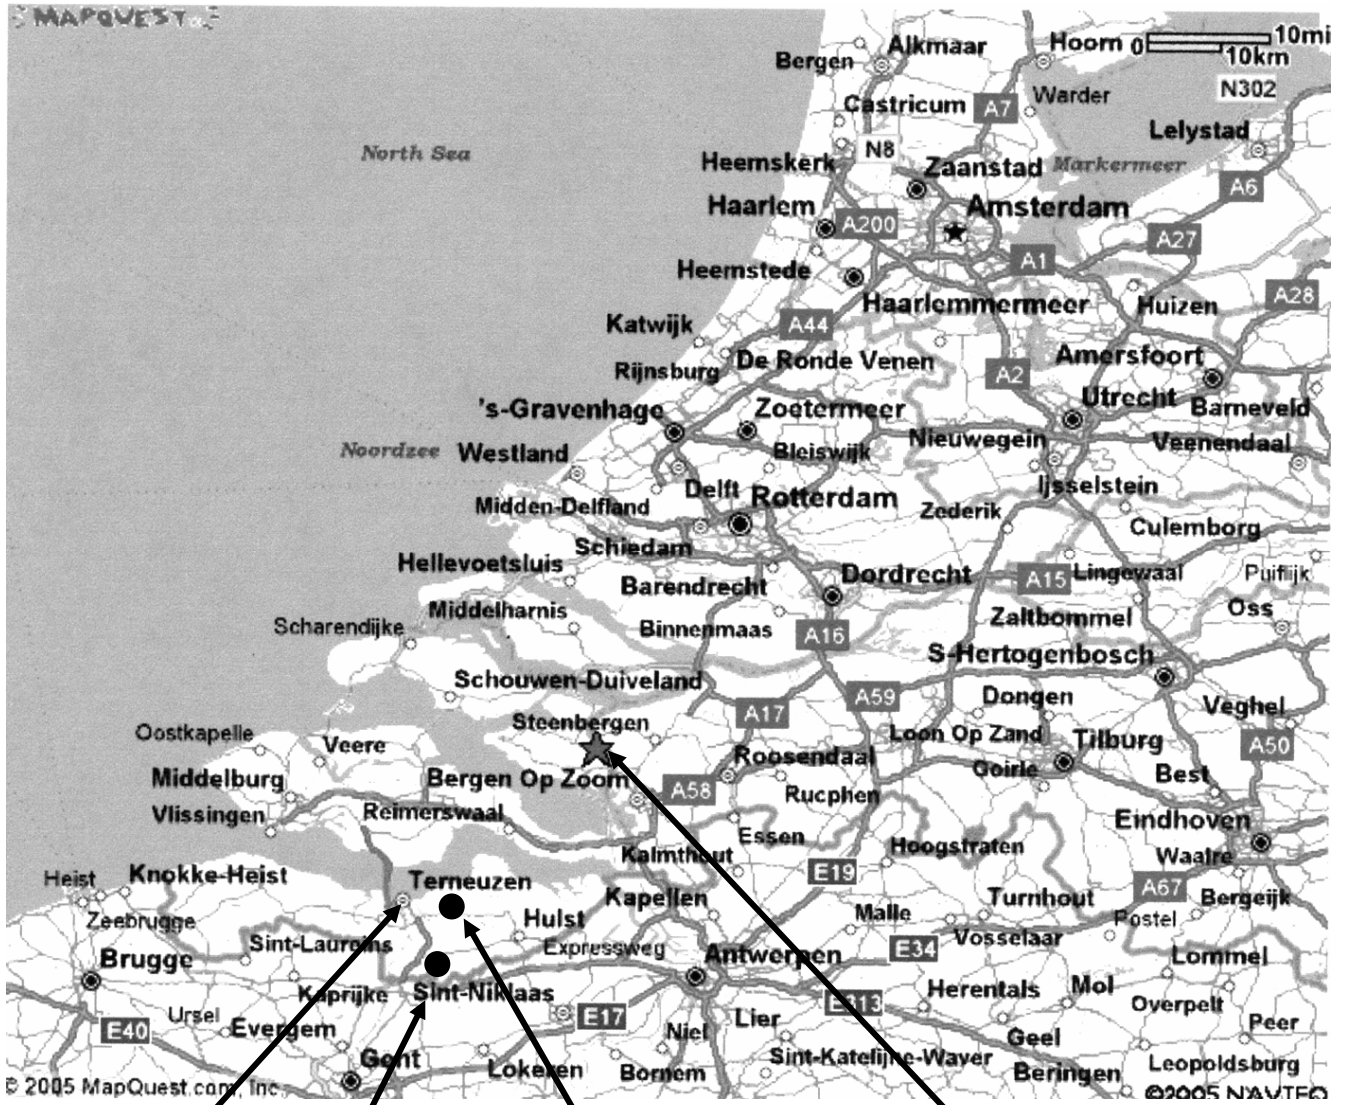 MAPQUEST
Alkmaar
Hoorn
0 10mi
10km
Bergen
N302
Castricum
A7
Warder
Lelystad
North Sea
Heemskerk
N8
Zaanstad
Markermeer
A6
Haarlem
A200
Amsterdam
A27
Heemstede
A1
Haarlemmermeer
Huizen
A28
Katwijk
A44
De Ronde Venen
Amersfoort
Rijnsburg
A2
's-Gravenhage
Zoetermeer
Utrecht
Barneveld
Noordzee
Westland
Bleiswijk
Nieuwegein
Veenendaal
Delft
Rotterdam
Ijsselstein
Midden-Delfland
Zederik
Culemborg
Schiedam
Hellevoetsluis
Barendrecht
Dordrecht
A15
Lingewaal
Puiflijk
Middelharnis
Zaltbommel
Oss
Scharendijke
Binnenmaas
A16
S-Hertogenbosch
Schouwen-Duiveland
A59
Dongen
Veghel
Steenbergen
A17
Loon Op Zand
Tilburg
A50
Oostkapelle
Veere
Roosendaal
Goirle
Best
Middelburg
Bergen Op Zoom
A58
Rucphen
Vlissingen
Reimerswaal
Essen
Eindhoven
Kalmthout
Hoogstraten
Waalre
Heist
Knokke-Heist
Terneuzen
Kapellen
E19
Turnhout
A67
Bergeijk
Zeebrugge
Hulst
Malle
Postel
Sint-Laureins
Expressweg
Vosselaar
Brugge
Antwerpen
E34
Lommel
Kaprijke
Sint-Niklaas
E313
Herentals
Mol
Overpelt
Ursel
E40
Evergem
E17
Niel
Lier
Geel
Peer
Gent
Lokeren
Bornem
Sint-Katelijne-Waver
Beringen
Leopoldsburg
© 2005 MapQuest.com, Inc.
©2005 NAVTEQ